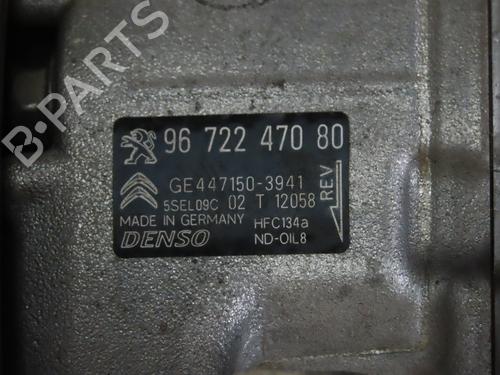 96 722 470 80
GE447150-3941
5SEL09C 02 T 12058
MADE IN GERMANY HFC134a
DENSO ND-OIL8
REV
B-PARTS